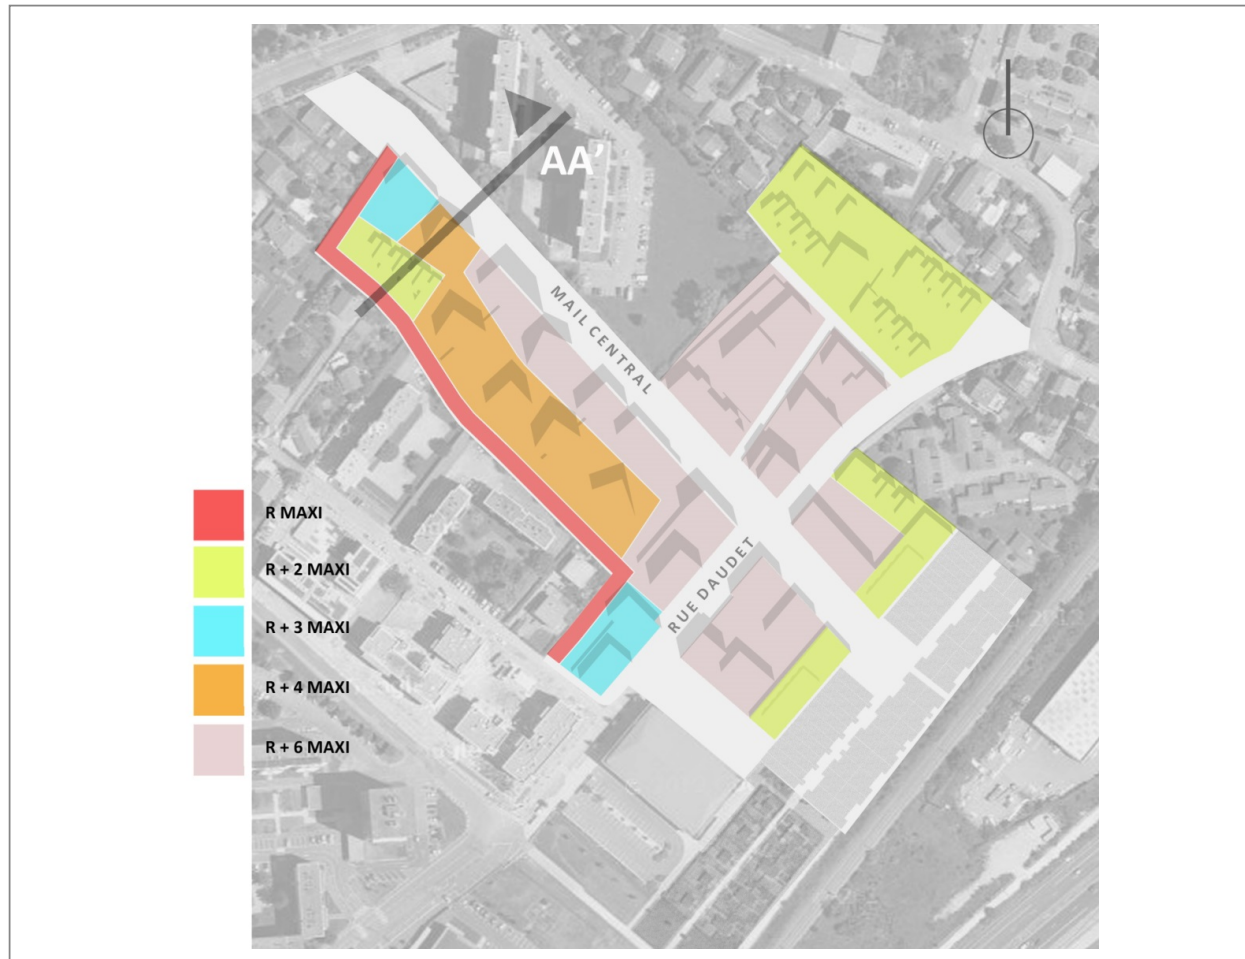 AA'
MAIL CENTRAL
RUE DAUDET
R MAXI
R + 2 MAXI
R + 3 MAXI
R + 4 MAXI
R + 6 MAXI